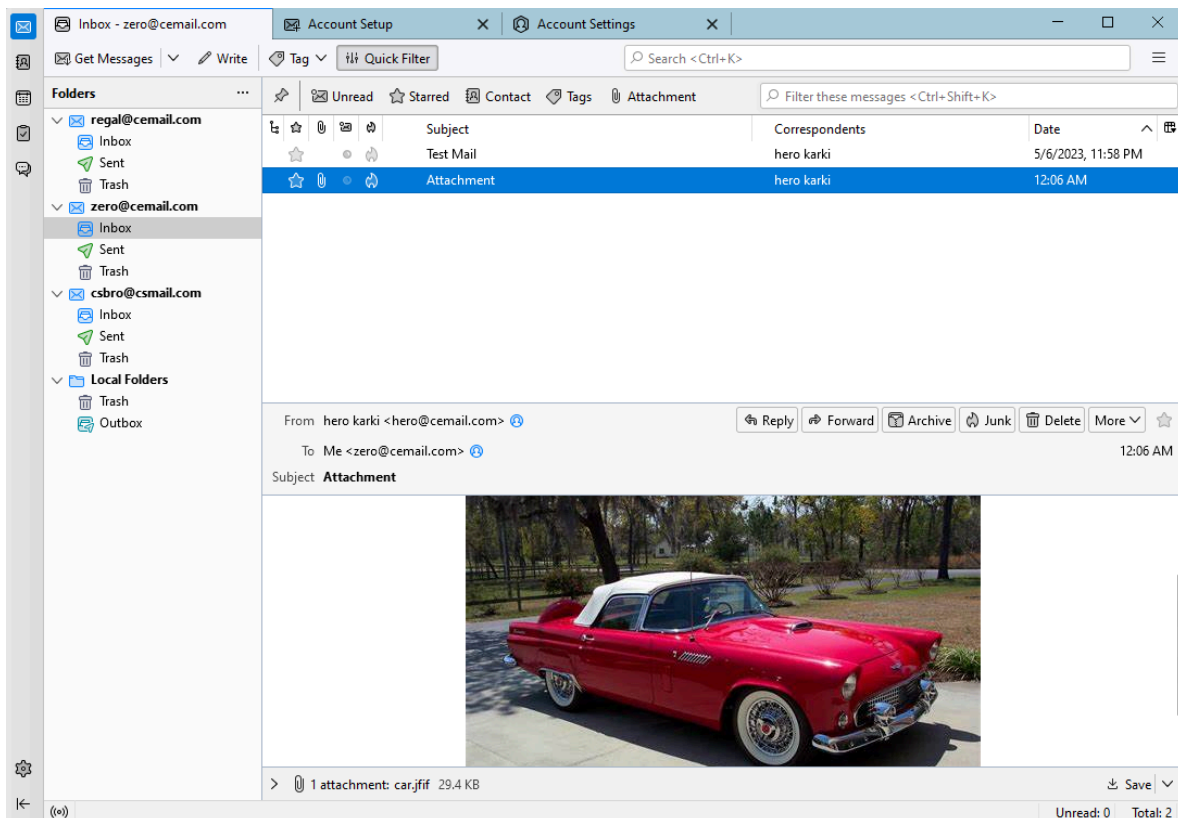 Inbox - zero@cemail.com
Account Setup
Account Settings
Get Messages
Write
Tag
Quick Filter
Search <Ctrl+K>
Folders
Unread
Starred
Contact
Tags
Attachment
Filter these messages <Ctrl+Shift+K>
regal@cemail.com
Inbox
Sent
Trash
zero@cemail.com
Inbox
Sent
Trash
csbro@csmail.com
Inbox
Sent
Trash
Local Folders
Trash
Outbox
Subject Correspondents Date
Test Mail hero karki 5/6/2023, 11:58 PM
Attachment hero karki 12:06 AM
From hero karki <hero@cemail.com>
Reply
Forward
Archive
Junk
Delete
More
To Me <zero@cemail.com> 12:06 AM
Subject Attachment
1 attachment: car.jfif 29.4 KB
Save
Unread: 0 Total: 2